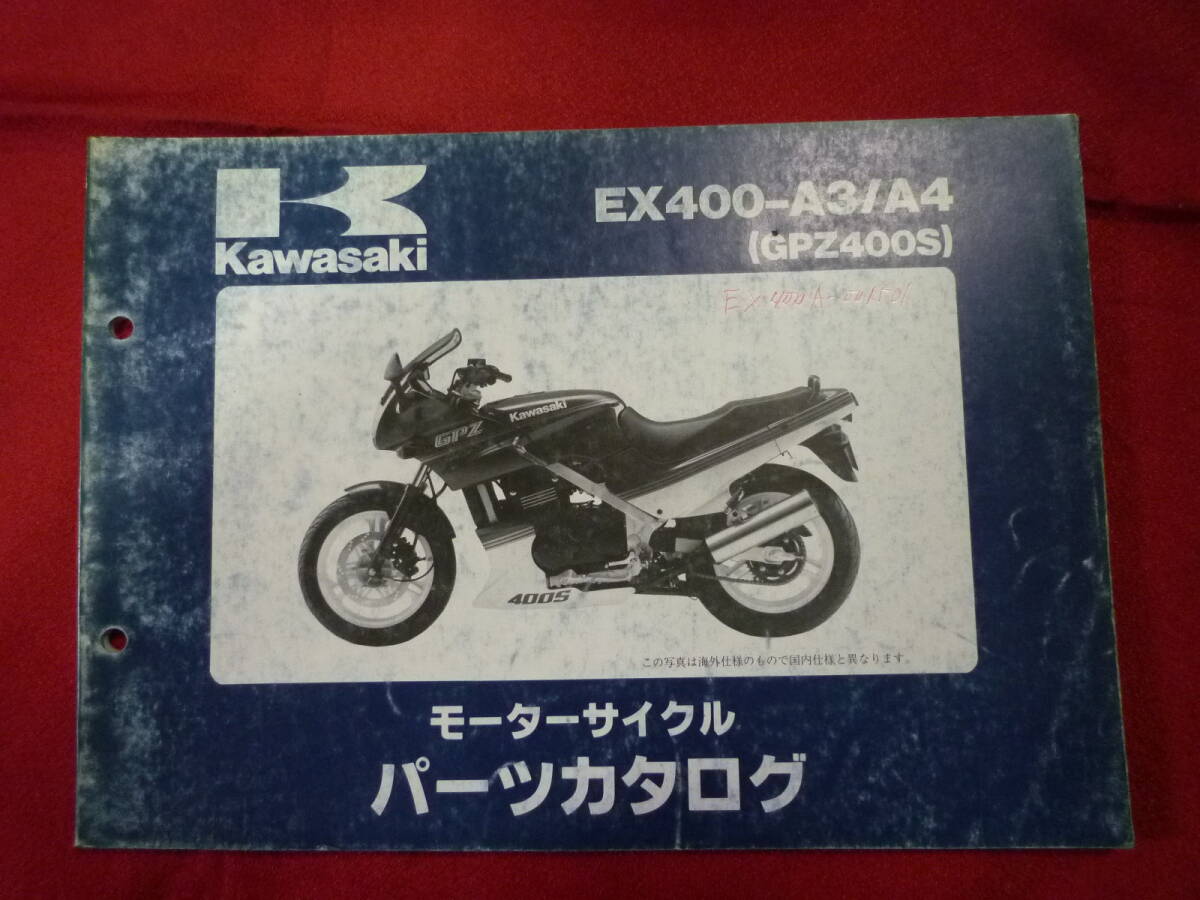 Kawasaki
EX400-A3/A4
(GPZ400S)
EX400A-
Kawasaki
GPZ
400S
この写真は海外仕様のもので国内仕様と異なります。
モーターサイクル
パーツカタログ